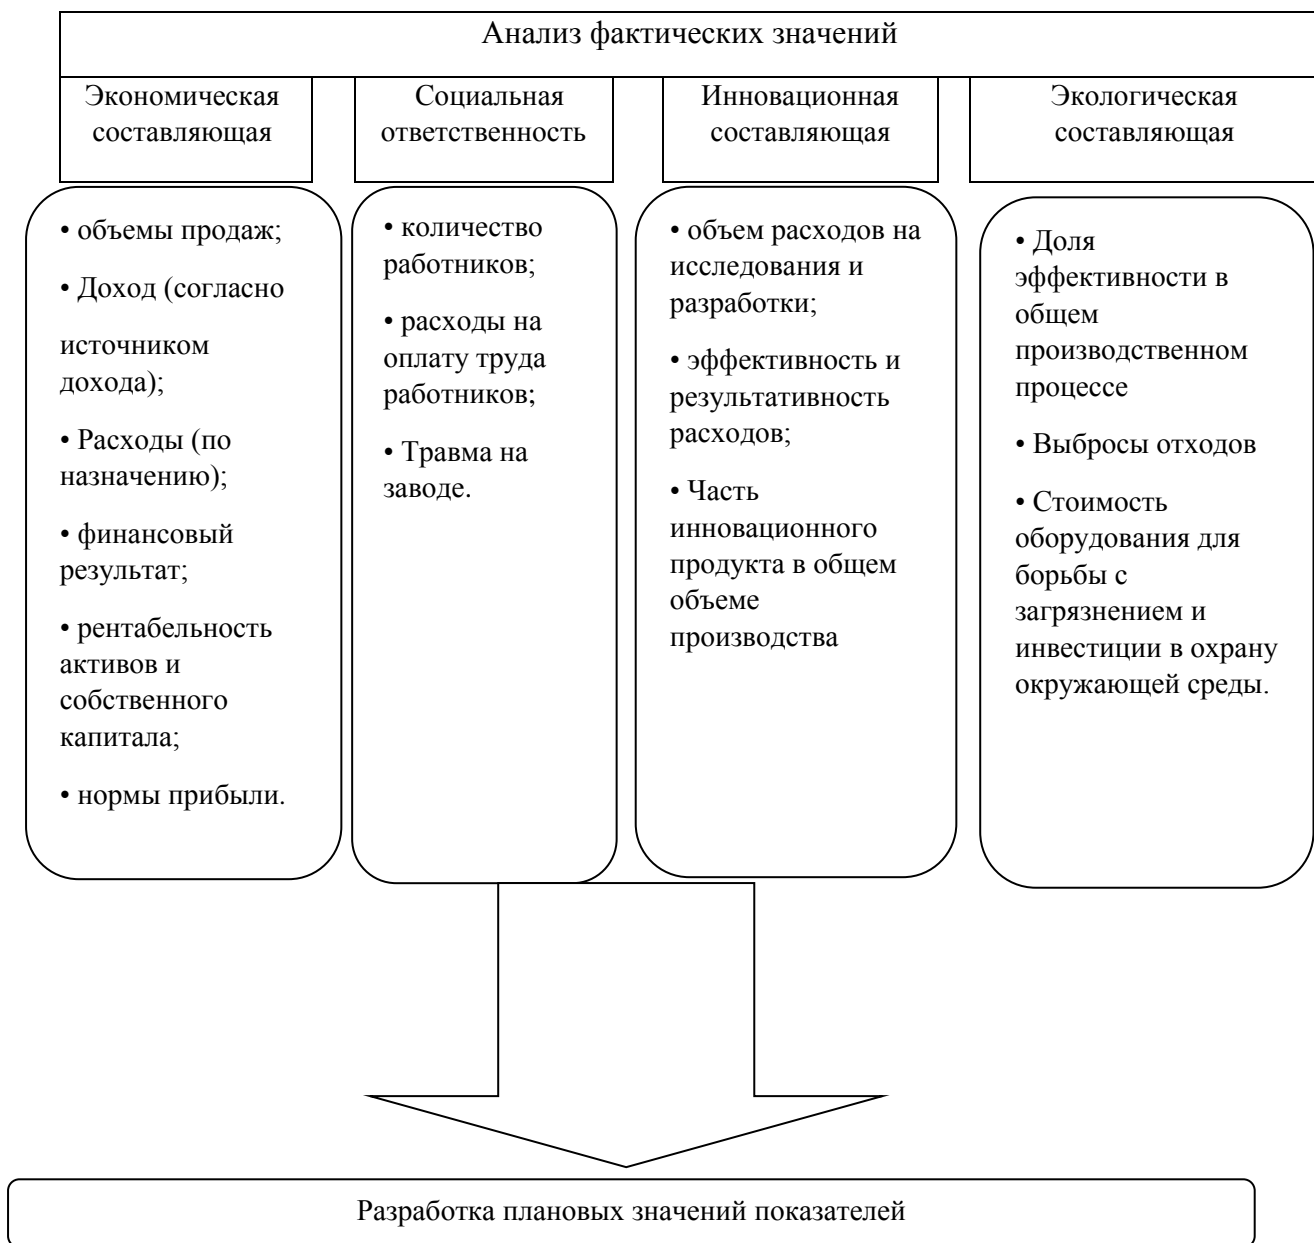 Анализ фактических значений
Экономическая
составляющая
Социальная
ответственность
Инновационная
составляющая
Экологическая
составляющая
• объемы продаж;
• Доход (согласно
источником
дохода);
• Расходы (по
назначению);
• финансовый
результат;
• рентабельность
активов и
собственного
капитала;
• нормы прибыли.
• количество
работников;
• расходы на
оплату труда
работников;
• Травма на
заводе.
• объем расходов на
исследования и
разработки;
• эффективность и
результативность
расходов;
• Часть
инновационного
продукта в общем
объеме
производства
• Доля
эффективности в
общем
производственном
процессе
• Выбросы отходов
• Стоимость
оборудования для
борьбы с
загрязнением и
инвестиции в охрану
окружающей среды.
Разработка плановых значений показателей